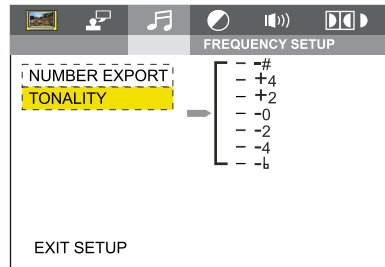 FREQUENCY SETUP
NUMBER EXPORT
TONALITY
– -#
– +4
– +2
– -0
– -2
– -4
– -b
EXIT SETUP